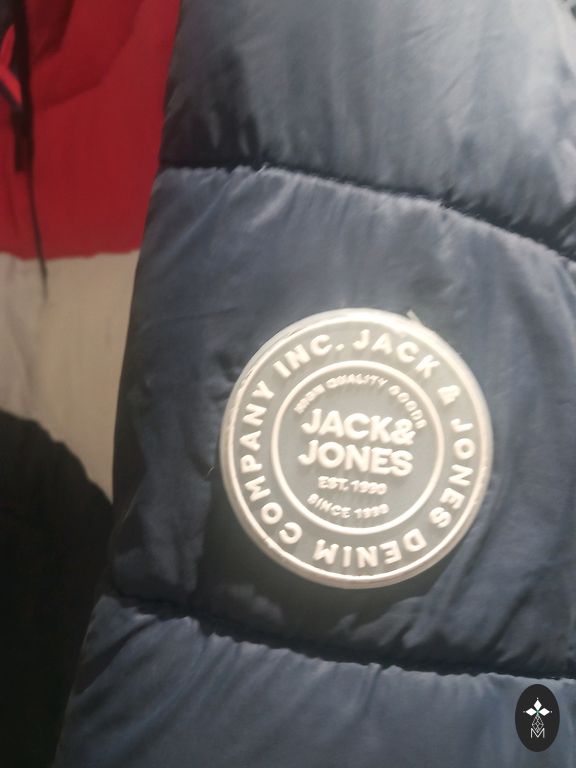 JACK & JONES DENIM COMPANY INC.
HIGH QUALITY GOODS
JACK&
JONES
EST. 1990
SINCE 1990
M